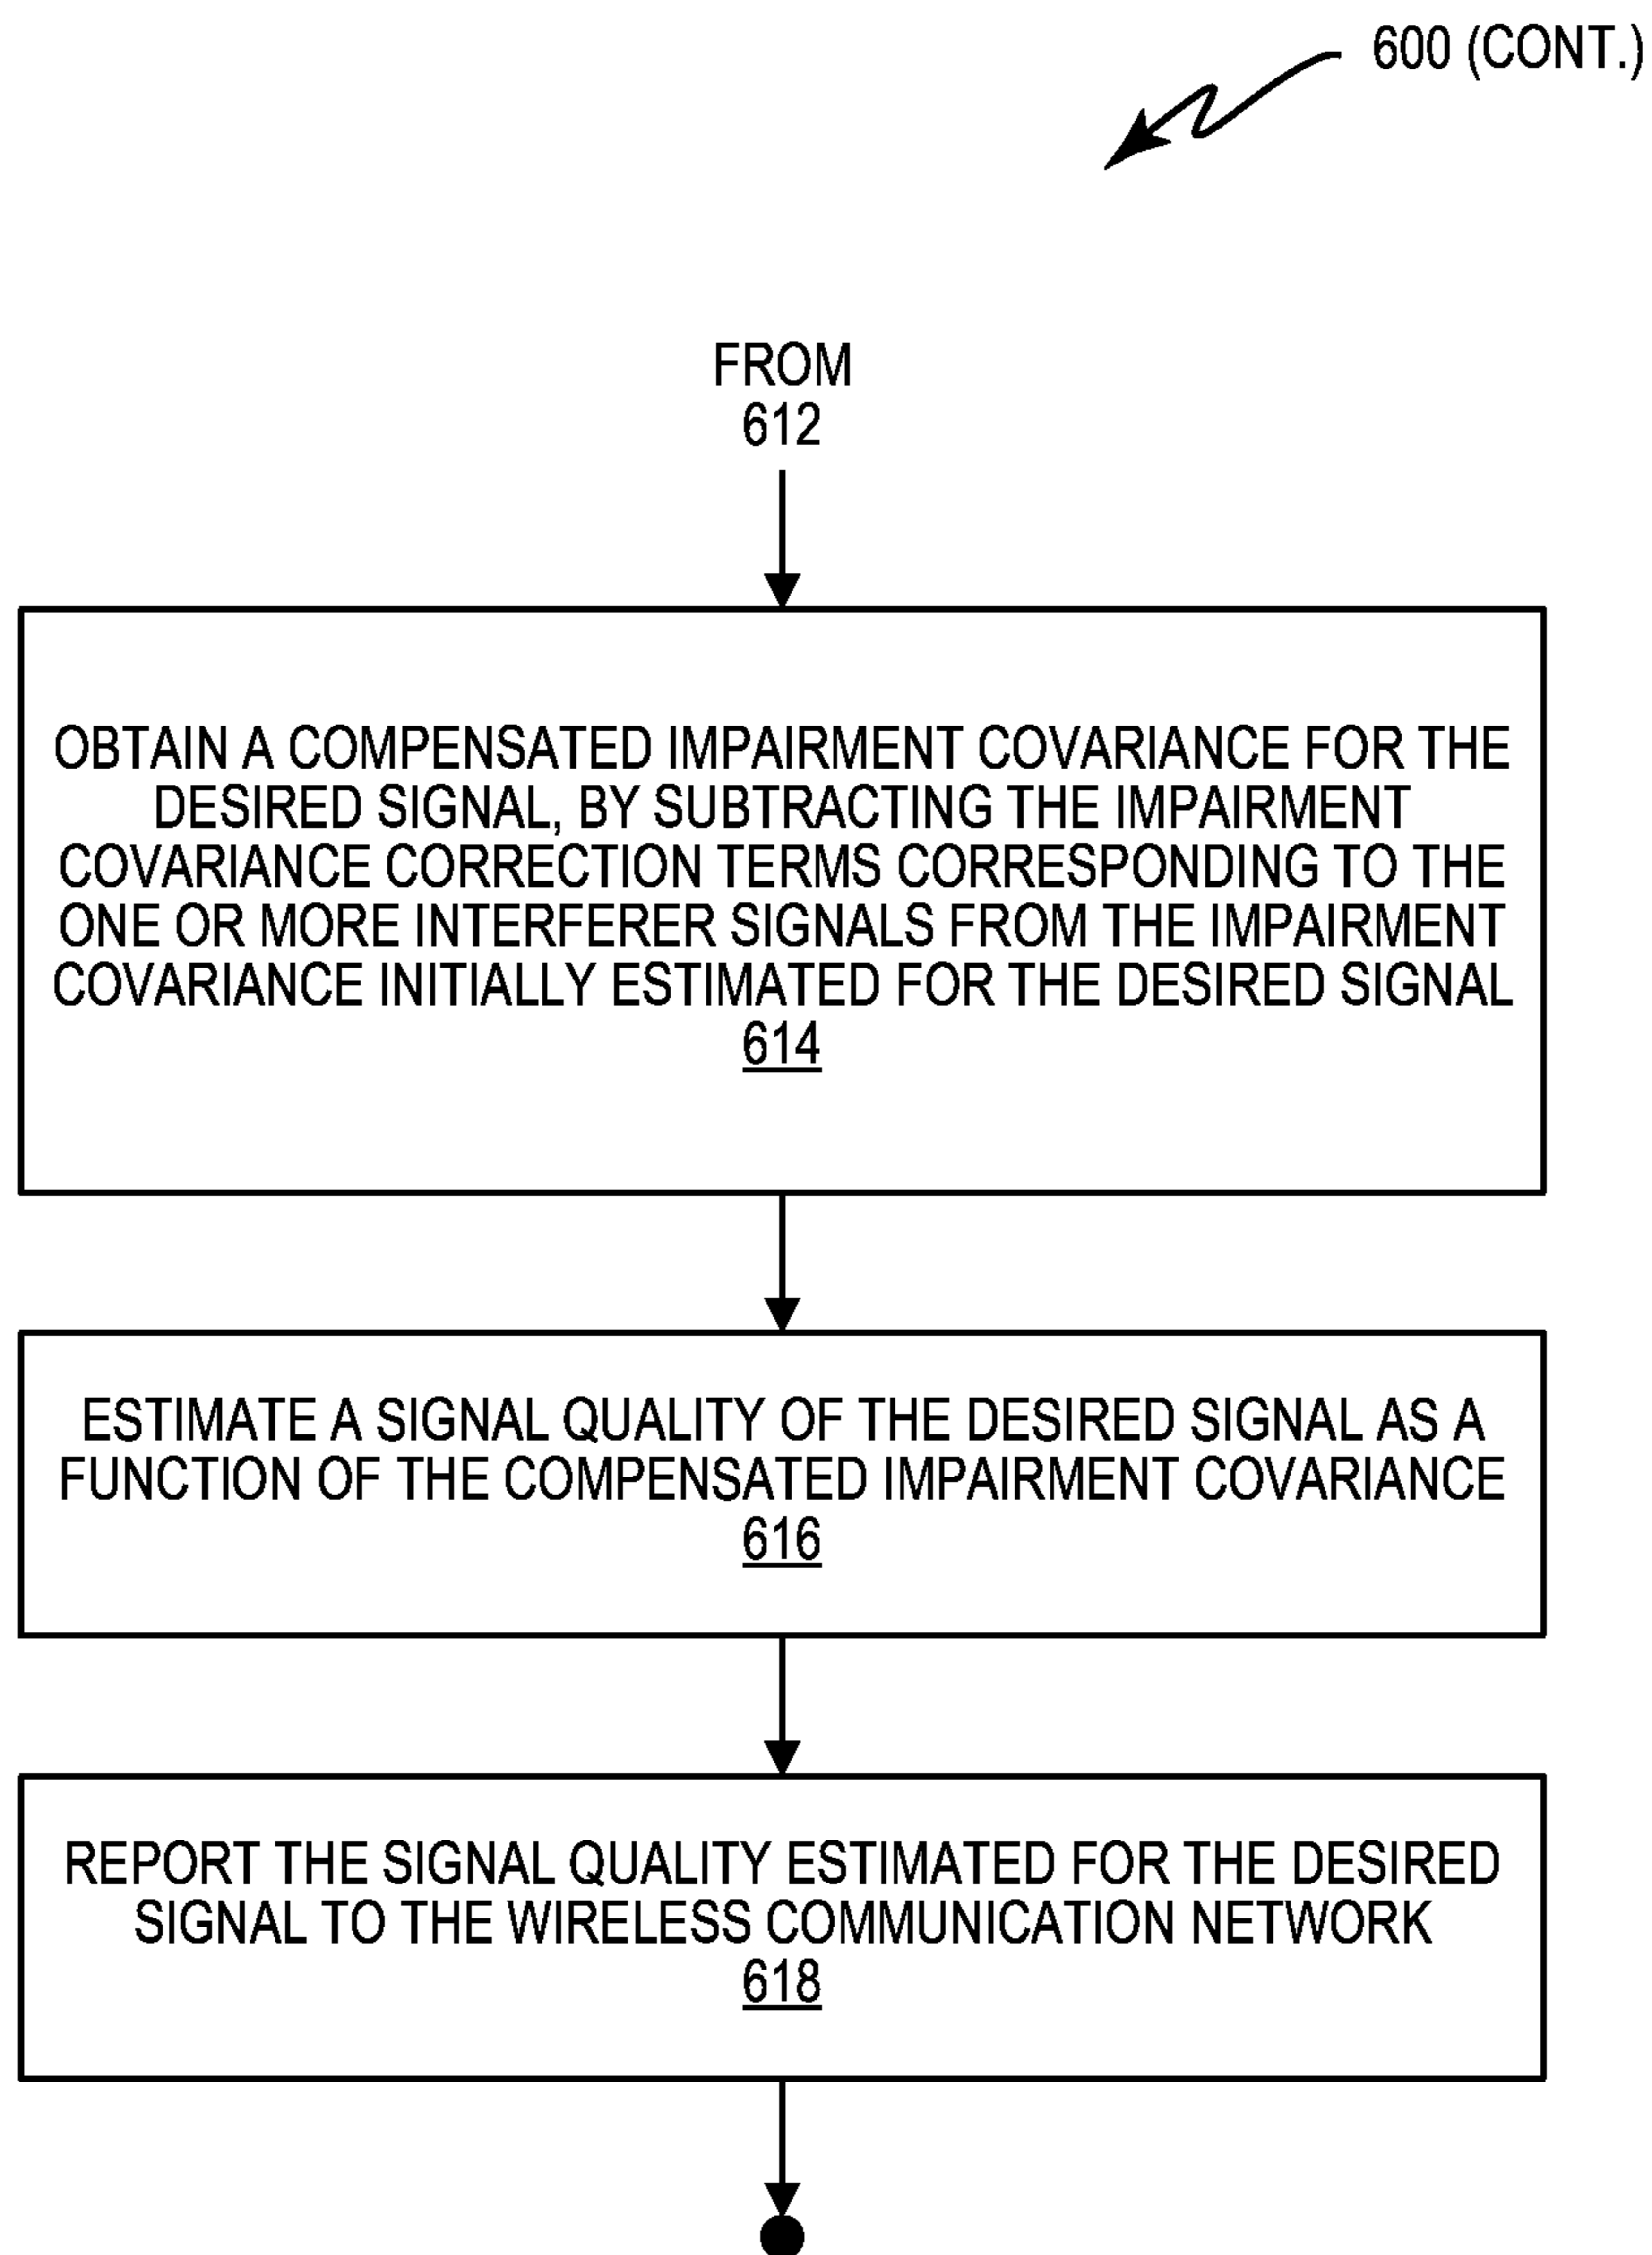 600 (CONT.)
FROM
612
OBTAIN A COMPENSATED IMPAIRMENT COVARIANCE FOR THE
DESIRED SIGNAL, BY SUBTRACTING THE IMPAIRMENT
COVARIANCE CORRECTION TERMS CORRESPONDING TO THE
ONE OR MORE INTERFERER SIGNALS FROM THE IMPAIRMENT
COVARIANCE INITIALLY ESTIMATED FOR THE DESIRED SIGNAL
614
ESTIMATE A SIGNAL QUALITY OF THE DESIRED SIGNAL AS A
FUNCTION OF THE COMPENSATED IMPAIRMENT COVARIANCE
616
REPORT THE SIGNAL QUALITY ESTIMATED FOR THE DESIRED
SIGNAL TO THE WIRELESS COMMUNICATION NETWORK
618